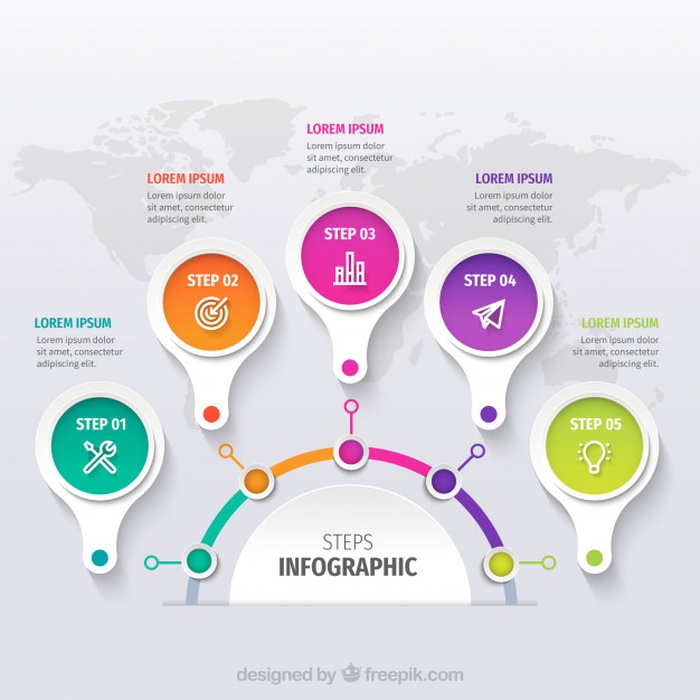 LOREM IPSUM
Lorem ipsum dolor
sit amet, consectetur
adipiscing elit.
STEP 01
LOREM IPSUM
Lorem ipsum dolor
sit amet, consectetur
adipiscing elit.
STEP 02
LOREM IPSUM
Lorem ipsum dolor
sit amet, consectetur
adipiscing elit.
STEP 03
LOREM IPSUM
Lorem ipsum dolor
sit amet, consectetur
adipiscing elit.
STEP 04
LOREM IPSUM
Lorem ipsum dolor
sit amet, consectetur
adipiscing elit.
STEP 05
STEPS
INFOGRAPHIC
designed by freepik.com